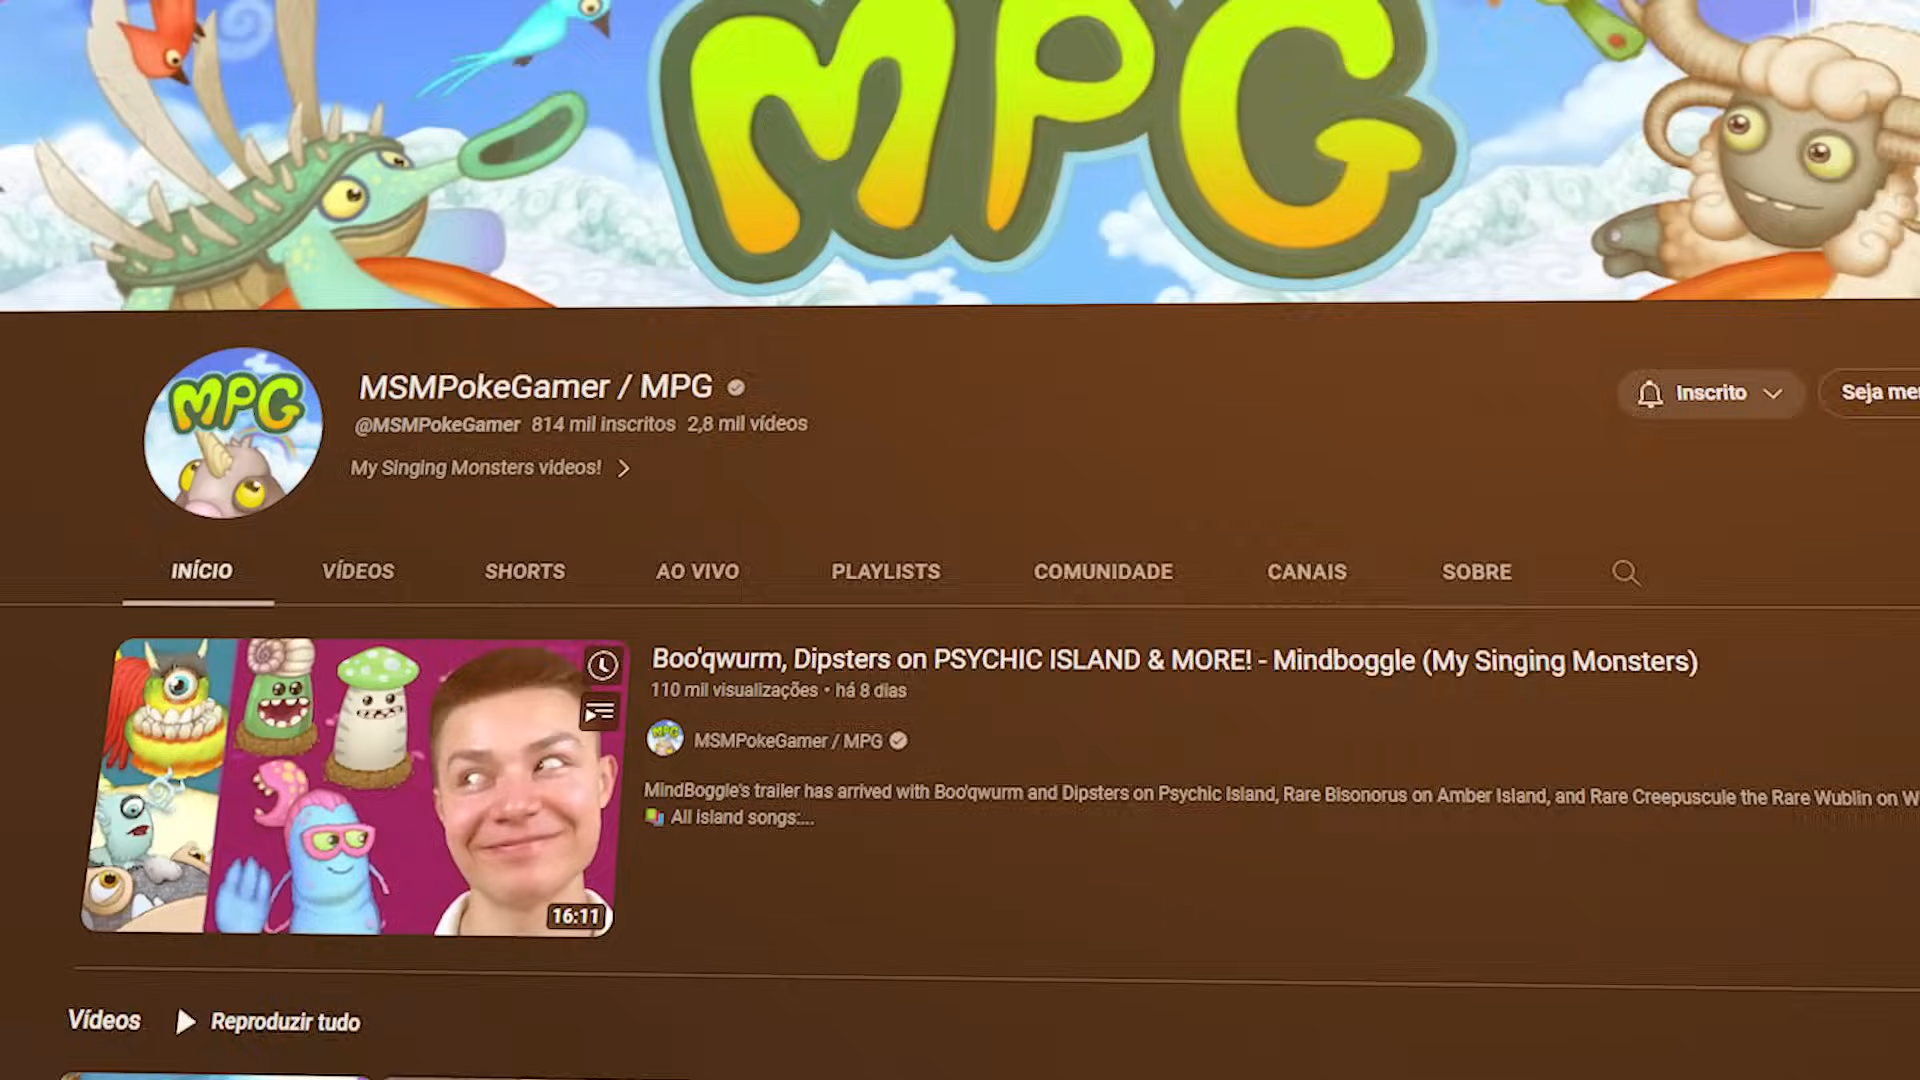 MPG
MPG
MSMPokeGamer / MPG
@MSMPokeGamer 814 mil inscritos 2,8 mil vídeos
My Singing Monsters videos!
Inscrito
Seja me
INÍCIO VÍDEOS SHORTS AO VIVO PLAYLISTS COMUNIDADE CANAIS SOBRE
Boo'qwurm, Dipsters on PSYCHIC ISLAND & MORE! - Mindboggle (My Singing Monsters)
110 mil visualizações • há 8 dias
MPG
MSMPokeGamer / MPG
MindBoggle's trailer has arrived with Boo'qwurm and Dipsters on Psychic Island, Rare Bisonorus on Amber Island, and Rare Creepuscule the Rare Wublin on W
All island songs:...
16:11
Vídeos
Reproduzir tudo